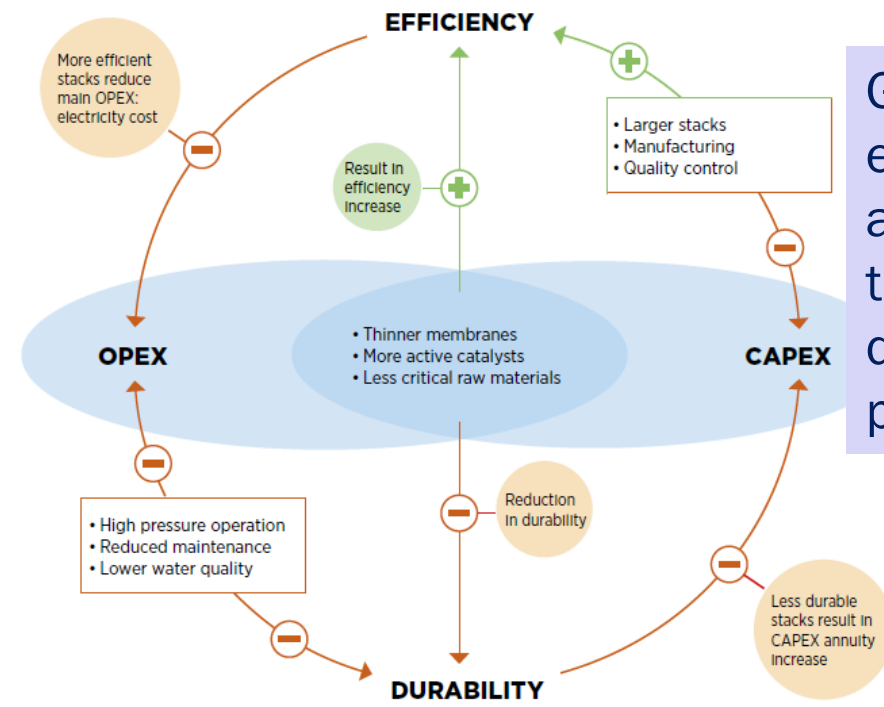 EFFICIENCY
More efficient
stacks reduce
main OPEX:
electricity cost
• Larger stacks
• Manufacturing
• Quality control
Result in
efficiency
increase
• Thinner membranes
• More active catalysts
• Less critical raw materials
OPEX
CAPEX
• High pressure operation
• Reduced maintenance
• Lower water quality
Reduction
in durability
Less durable
stacks result in
CAPEX annuity
increase
DURABILITY